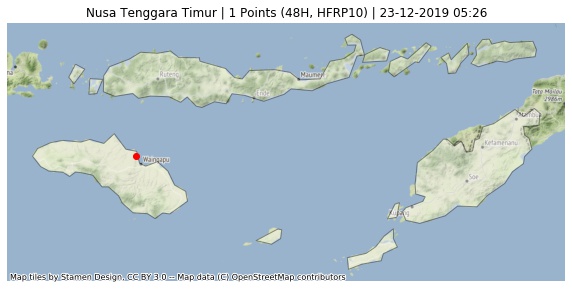 Nusa Tenggara Timur | 1 Points (48H, HFRP10) | 23-12-2019 05:26
Ruteng
Maumere
Ende
Waingapu
Kefamenanu
Soe
Kupang
Map tiles by Stamen Design, CC BY 3.0 -- Map data (C) OpenStreetMap contributors